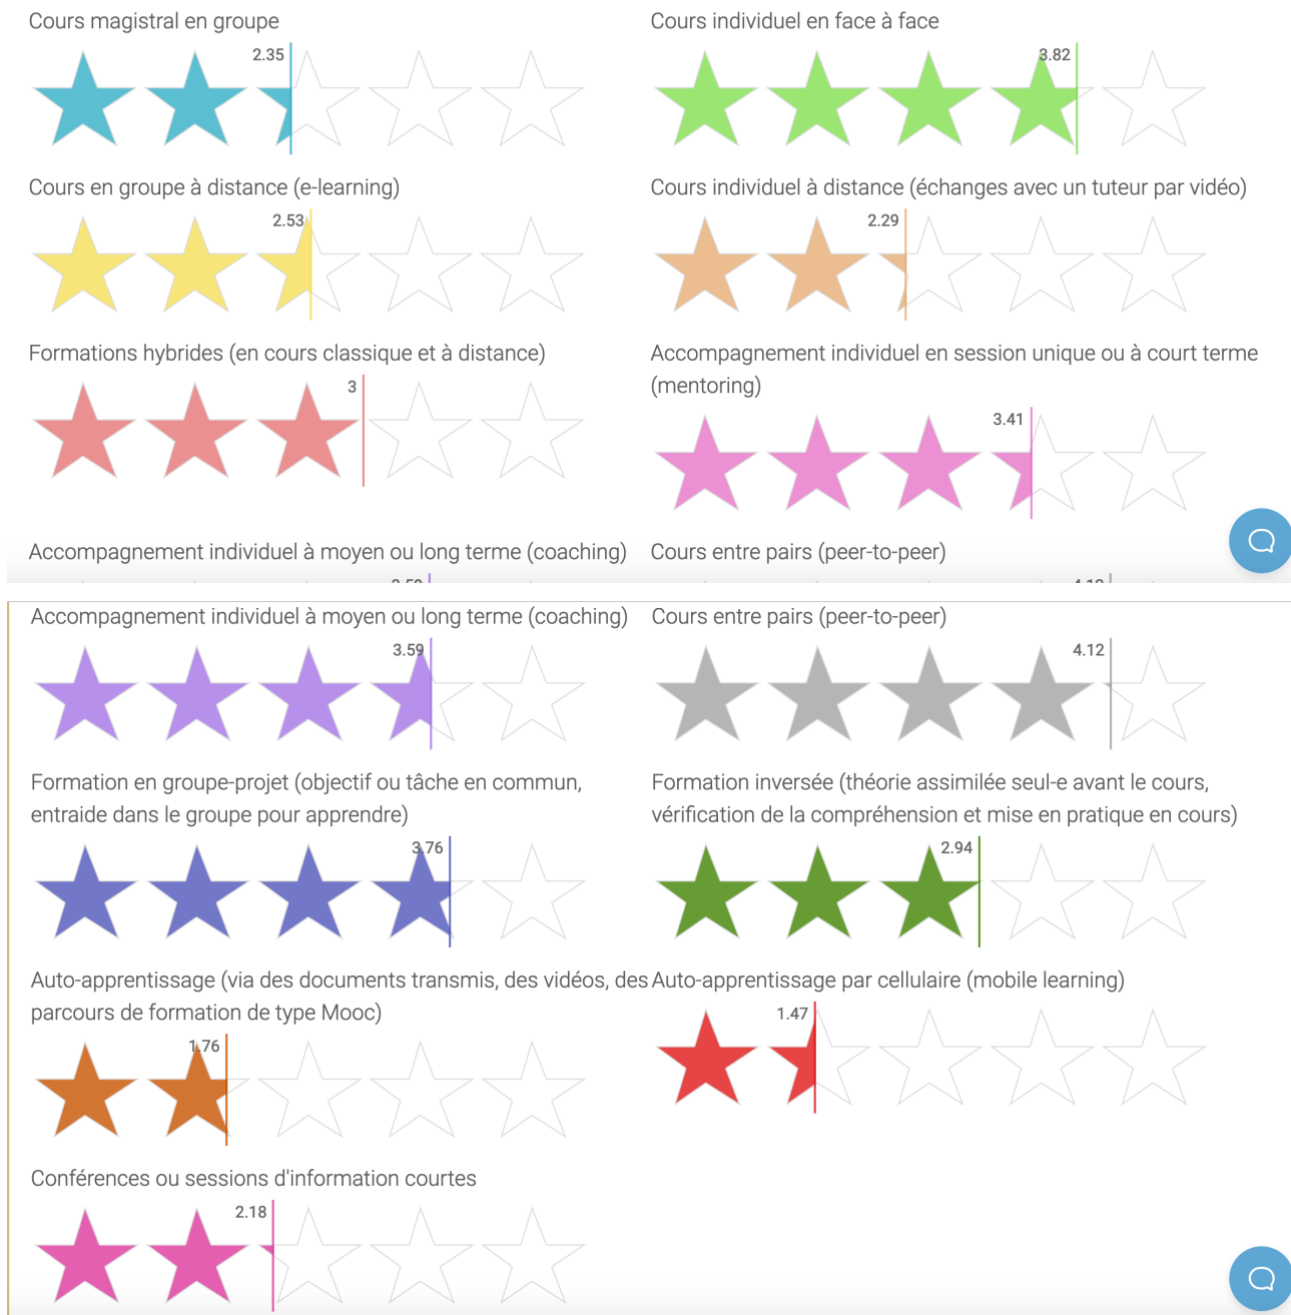 Cours magistral en groupe
2.35
Cours individuel en face à face
3.82
Cours en groupe à distance (e-learning)
2.53
Cours individuel à distance (échanges avec un tuteur par vidéo)
2.29
Formations hybrides (en cours classique et à distance)
3
Accompagnement individuel en session unique ou à court terme
(mentoring)
3.41
Accompagnement individuel à moyen ou long terme (coaching)
Cours entre pairs (peer-to-peer)
Accompagnement individuel à moyen ou long terme (coaching)
3.59
Cours entre pairs (peer-to-peer)
4.12
Formation en groupe-projet (objectif ou tâche en commun,
entraide dans le groupe pour apprendre)
3.76
Formation inversée (théorie assimilée seul-e avant le cours,
vérification de la compréhension et mise en pratique en cours)
2.94
Auto-apprentissage (via des documents transmis, des vidéos, des
parcours de formation de type Mooc)
1.76
Auto-apprentissage par cellulaire (mobile learning)
1.47
Conférences ou sessions d'information courtes
2.18